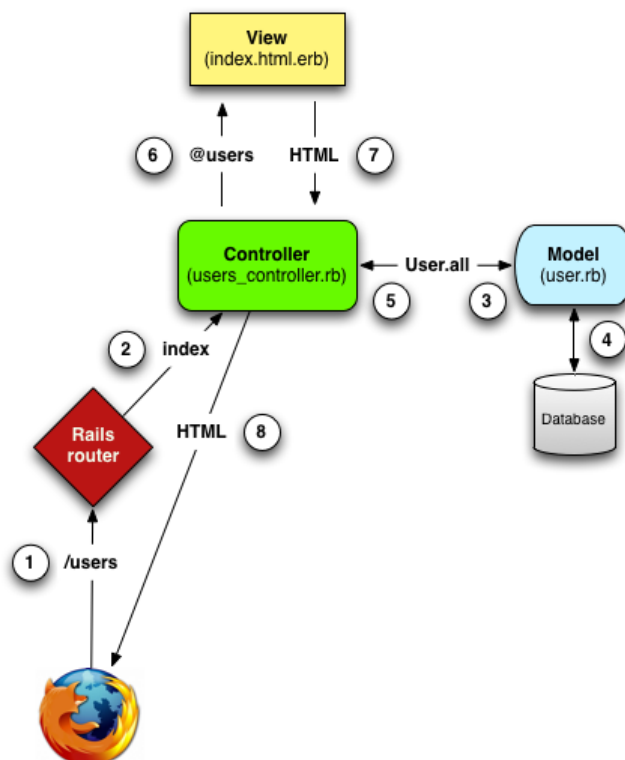 View
(index.html.erb)
6
@users
HTML
7
Controller
(users_controller.rb)
User.all
Model
(user.rb)
5
3
2
index
4
Database
Rails
router
HTML
8
1
/users